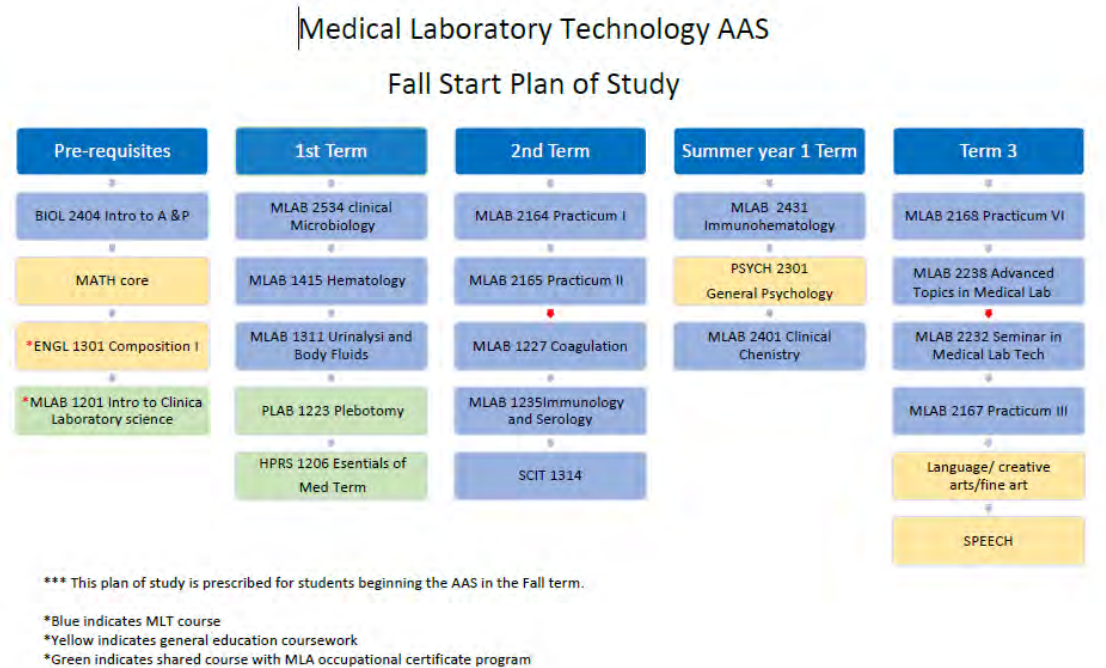 Medical Laboratory Technology AAS
Fall Start Plan of Study
Pre-requisites
BIOL 2404 Intro to A &P
MATH core
*ENGL 1301 Composition I
*MLAB 1201 Intro to Clinica
Laboratory science
1st Term
MLAB 2534 clinical
Microbiology
MLAB 1415 Hematology
MLAB 1311 Urinalysi and
Body Fluids
PLAB 1223 Plebotomy
HPRS 1206 Esentials of
Med Term
2nd Term
MLAB 2164 Practicum I
MLAB 2165 Practicum II
MLAB 1227 Coagulation
MLAB 1235Immunology
and Serology
SCIT 1314
Summer year 1 Term
MLAB 2431
Immunohematology
PSYCH 2301
General Psychology
MLAB 2401 Clinical
Chenistry
Term 3
MLAB 2168 Practicum VI
MLAB 2238 Advanced
Topics in Medical Lab
MLAB 2232 Seminar in
Medical Lab Tech
MLAB 2167 Practicum III
Language/ creative
arts/fine art
SPEECH
*** This plan of study is prescribed for students beginning the AAS in the Fall term.
*Blue indicates MLT course
*Yellow indicates general education coursework
*Green indicates shared course with MLA occupational certificate program